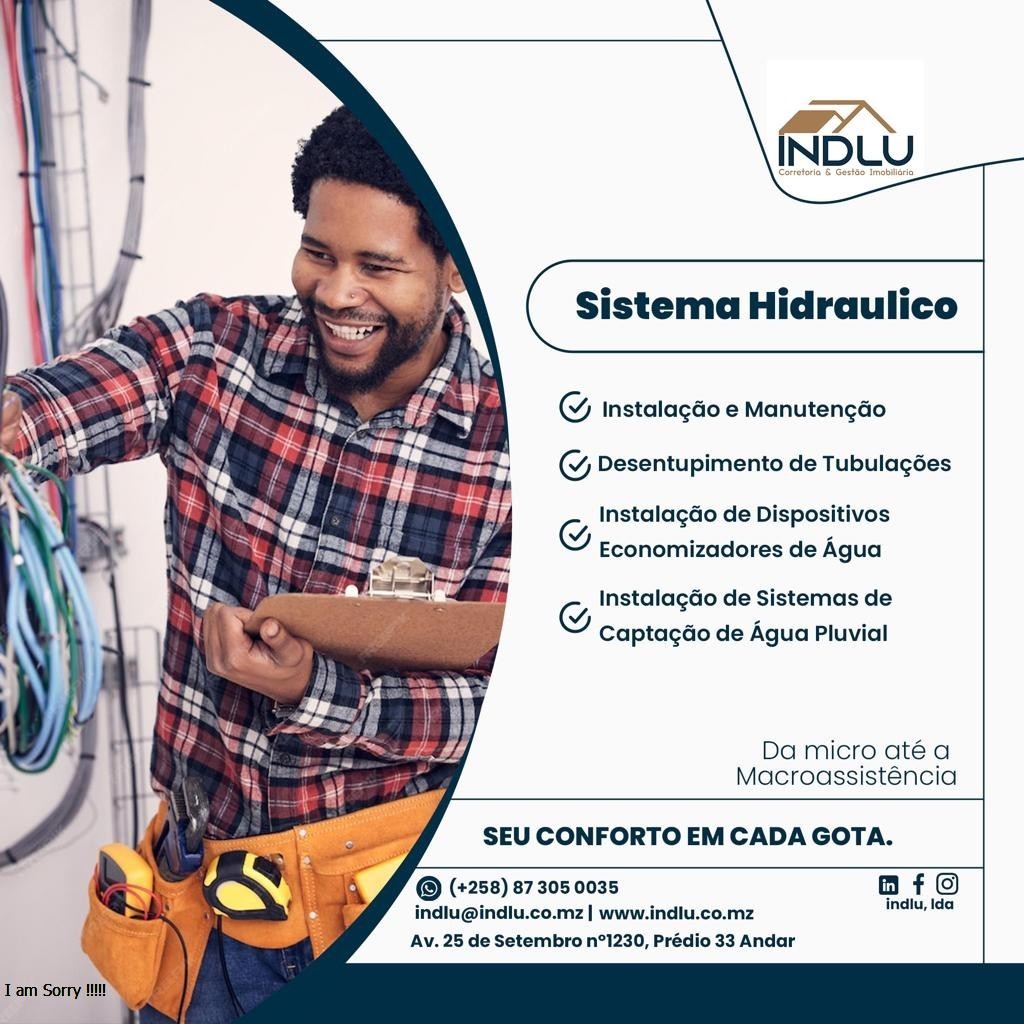 INDLU
Corretoria & Gestão Imobiliária
Sistema Hidraulico
Instalação e Manutenção
Desentupimento de Tubulações
Instalação de Dispositivos
Economizadores de Água
Instalação de Sistemas de
Captação de Água Pluvial
Da micro até a
Macroassistência
SEU CONFORTO EM CADA GOTA.
(+258) 87 305 0035
indlu@indlu.co.mz | www.indlu.co.mz
Av. 25 de Setembro nº1230, Prédio 33 Andar
in f
indlu, lda
I am Sorry !!!!!